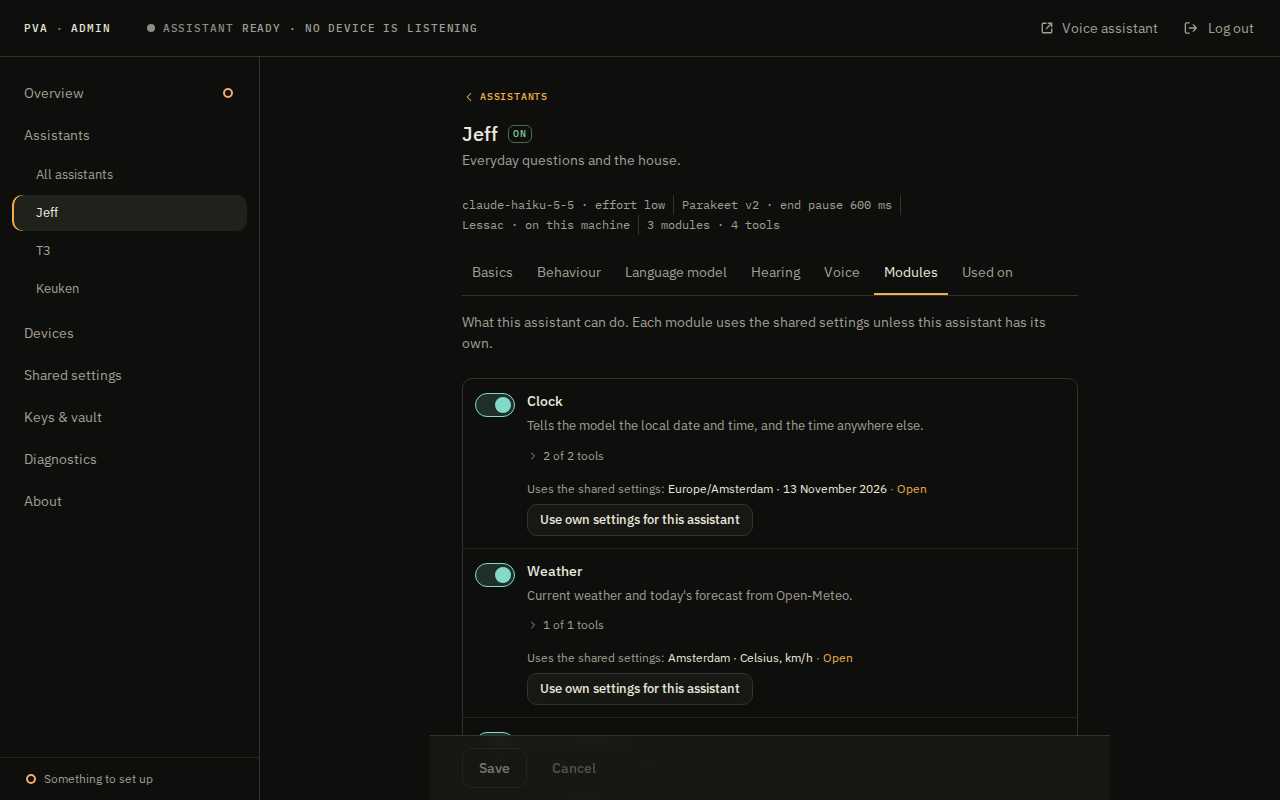 PVA · ADMIN
ASSISTANT READY · NO DEVICE IS LISTENING
Voice assistant
Log out
Overview
Assistants
All assistants
Jeff
T3
Keuken
Devices
Shared settings
Keys & vault
Diagnostics
About
Something to set up
ASSISTANTS
Jeff ON
Everyday questions and the house.
claude-haiku-5-5 · effort low
Parakeet v2 · end pause 600 ms
Lessac · on this machine
3 modules · 4 tools
Basics
Behaviour
Language model
Hearing
Voice
Modules
Used on
What this assistant can do. Each module uses the shared settings unless this assistant has its
own.
Clock
Tells the model the local date and time, and the time anywhere else.
2 of 2 tools
Uses the shared settings: Europe/Amsterdam · 13 November 2026 · Open
Use own settings for this assistant
Weather
Current weather and today's forecast from Open-Meteo.
1 of 1 tools
Uses the shared settings: Amsterdam · Celsius, km/h · Open
Use own settings for this assistant
Save
Cancel